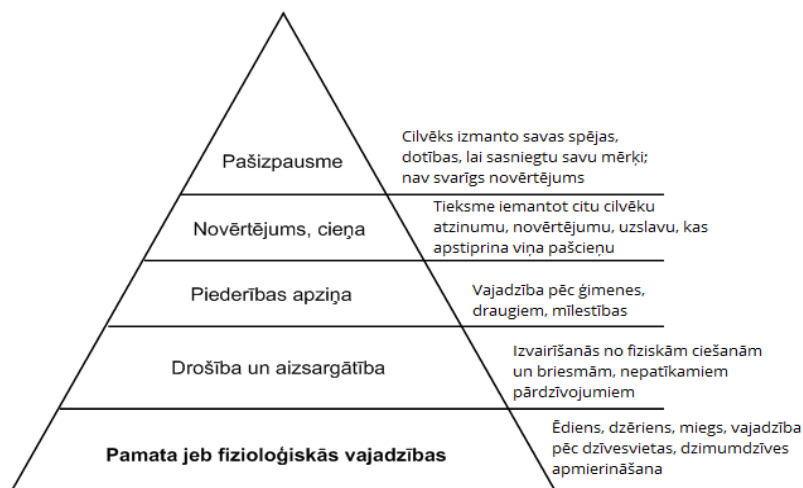 Cilvēks izmanto savas spējas,
dotības, lai sasniegtu savu mērķi;
nav svarīgs novērtējums
Pašizpausme
Tieksme iemantot citu cilvēku
atzinumu, novērtējumu, uzslavu, kas
apstiprina viņa pašcieņu
Novērtējums, cieņa
Vajadzība pēc ģimenes,
draugiem, mīlestības
Piederības apziņa
Izvairīšanās no fiziskām ciešanām
un briesmām, nepatīkamiem
pārdzīvojumiem
Drošība un aizsargātība
Ēdiens, dzēriens, miegs, vajadzība
pēc dzīvesvietas, dzimumdzīves
apmierināšana
Pamata jeb fizioloģiskās vajadzības